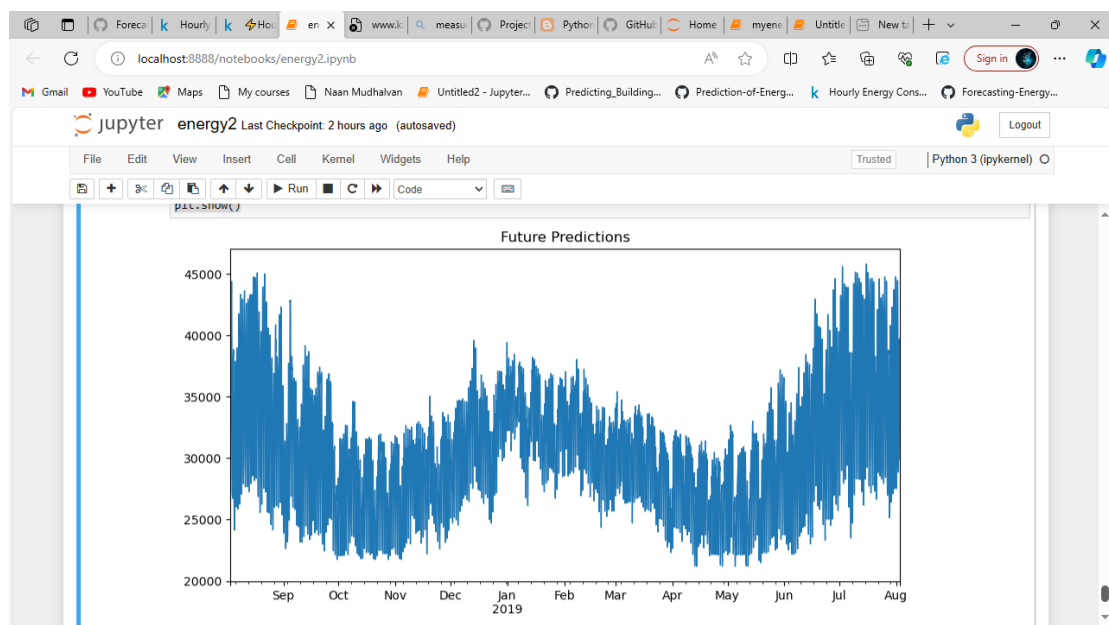 Foreca
Hourly
Hou
en
www.k
measu
Project
Pythor
GitHub
Home
myene
Untitle
New ta
localhost:8888/notebooks/energy2.ipynb
Sign in
Gmail
YouTube
Maps
My courses
Naan Mudhalvan
Untitled2 - Jupyter...
Predicting_Building...
Prediction-of-Energ...
Hourly Energy Cons...
Forecasting-Energy...
jupyter energy2 Last Checkpoint: 2 hours ago (autosaved)
Logout
File Edit View Insert Cell Kernel Widgets Help
Trusted
Python 3 (ipykernel)
Run
Code
plt.show()
Future Predictions
45000
40000
35000
30000
25000
20000
Sep Oct Nov Dec Jan Feb Mar Apr May Jun Jul Aug
2019